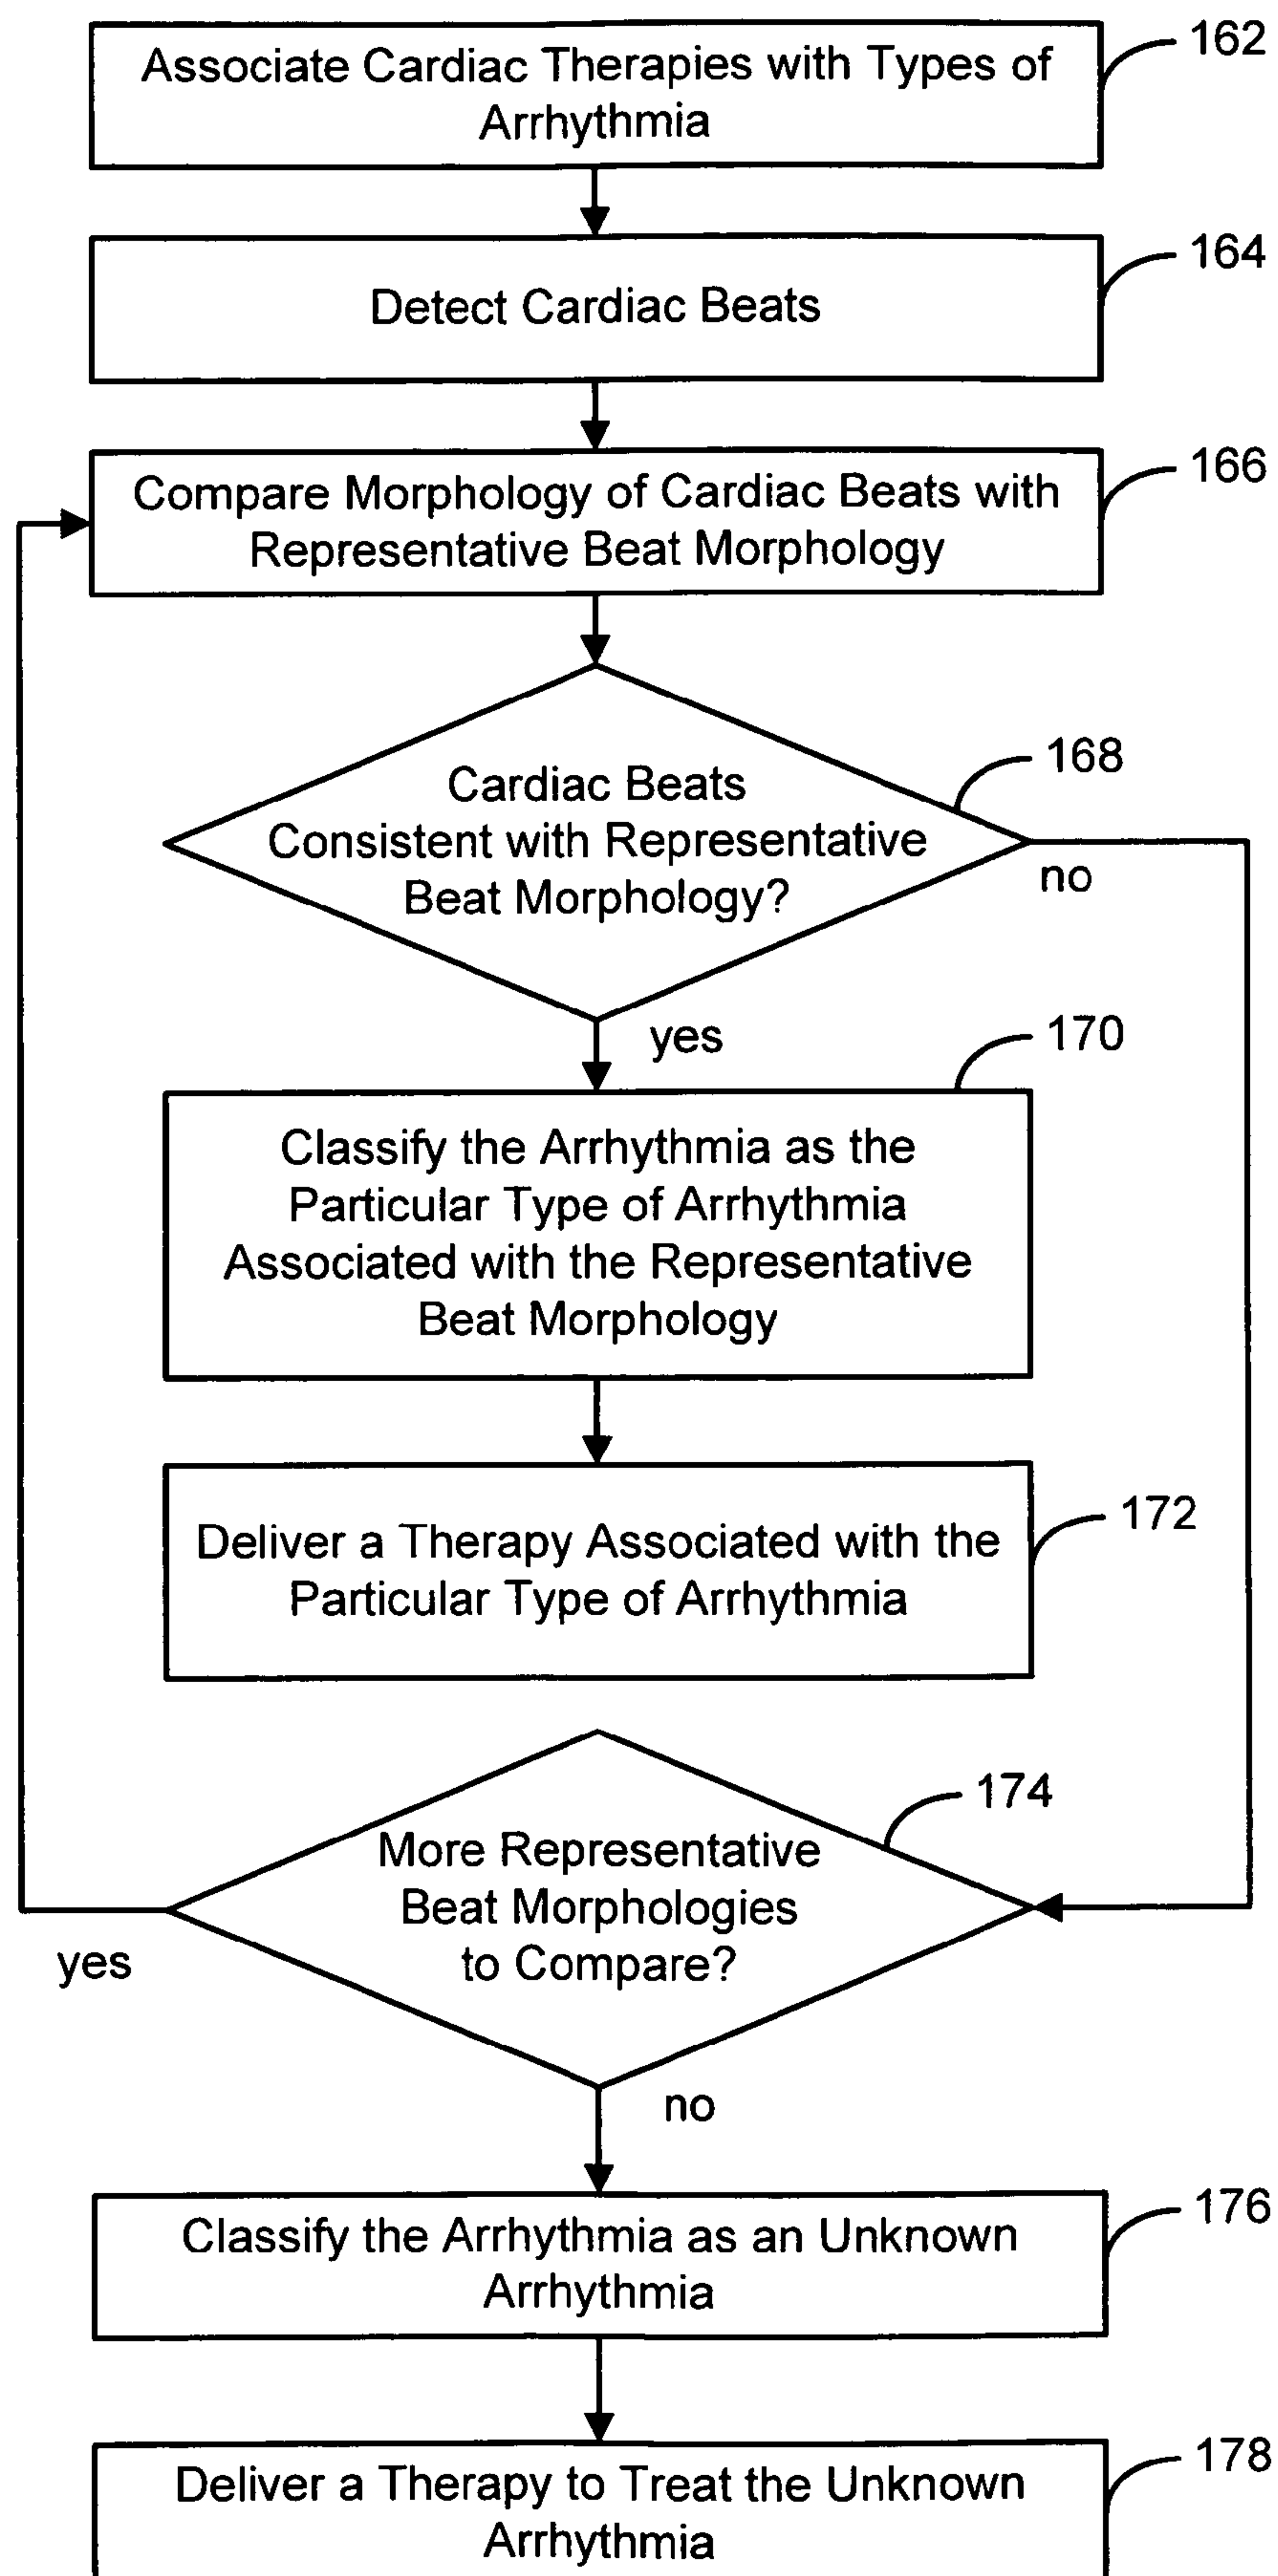 Associate Cardiac Therapies with Types of
Arrhythmia
162
Detect Cardiac Beats
164
Compare Morphology of Cardiac Beats with
Representative Beat Morphology
166
Cardiac Beats
Consistent with Representative
Beat Morphology?
168
no
yes
170
Classify the Arrhythmia as the
Particular Type of Arrhythmia
Associated with the Representative
Beat Morphology
Deliver a Therapy Associated with the
Particular Type of Arrhythmia
172
More Representative
Beat Morphologies
to Compare?
174
yes
no
Classify the Arrhythmia as an Unknown
Arrhythmia
176
Deliver a Therapy to Treat the Unknown
Arrhythmia
178